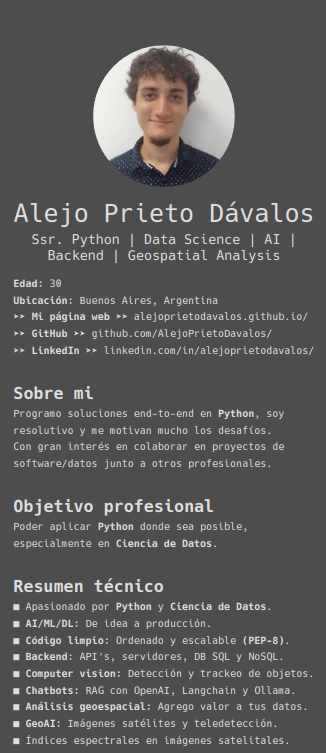 Alejo Prieto Dávalos
Ssr. Python | Data Science | AI |
Backend | Geospatial Analysis
Edad: 30
Ubicación: Buenos Aires, Argentina
➤➤ Mi página web ➤➤ alejoprietodavalos.github.io/
➤➤ GitHub ➤➤ github.com/AlejoPrietoDavalos/
➤➤ LinkedIn ➤➤ linkedin.com/in/alejoprietodavalos/
Sobre mi
Programo soluciones end-to-end en Python, soy
resolutivo y me motivan mucho los desafíos.
Con gran interés en colaborar en proyectos de
software/datos junto a otros profesionales.
Objetivo profesional
Poder aplicar Python donde sea posible,
especialmente en Ciencia de Datos.
Resumen técnico
■ Apasionado por Python y Ciencia de Datos.
■ AI/ML/DL: De idea a producción.
■ Código limpio: Ordenado y escalable (PEP-8).
■ Backend: API's, servidores, DB SQL y NoSQL.
■ Computer vision: Detección y trackeo de objetos.
■ Chatbots: RAG con OpenAI, Langchain y Ollama.
■ Análisis geoespacial: Agrego valor a tus datos.
■ GeoAI: Imágenes satélites y teledetección.
■ Índices espectrales en imágenes satelitales.